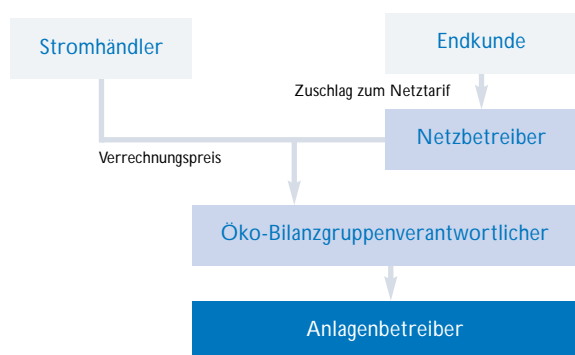 Stromhändler
Endkunde
Zuschlag zum Netztarif
Netzbetreiber
Verrechnungspreis
Öko-Bilanzgruppenverantwortlicher
Anlagenbetreiber